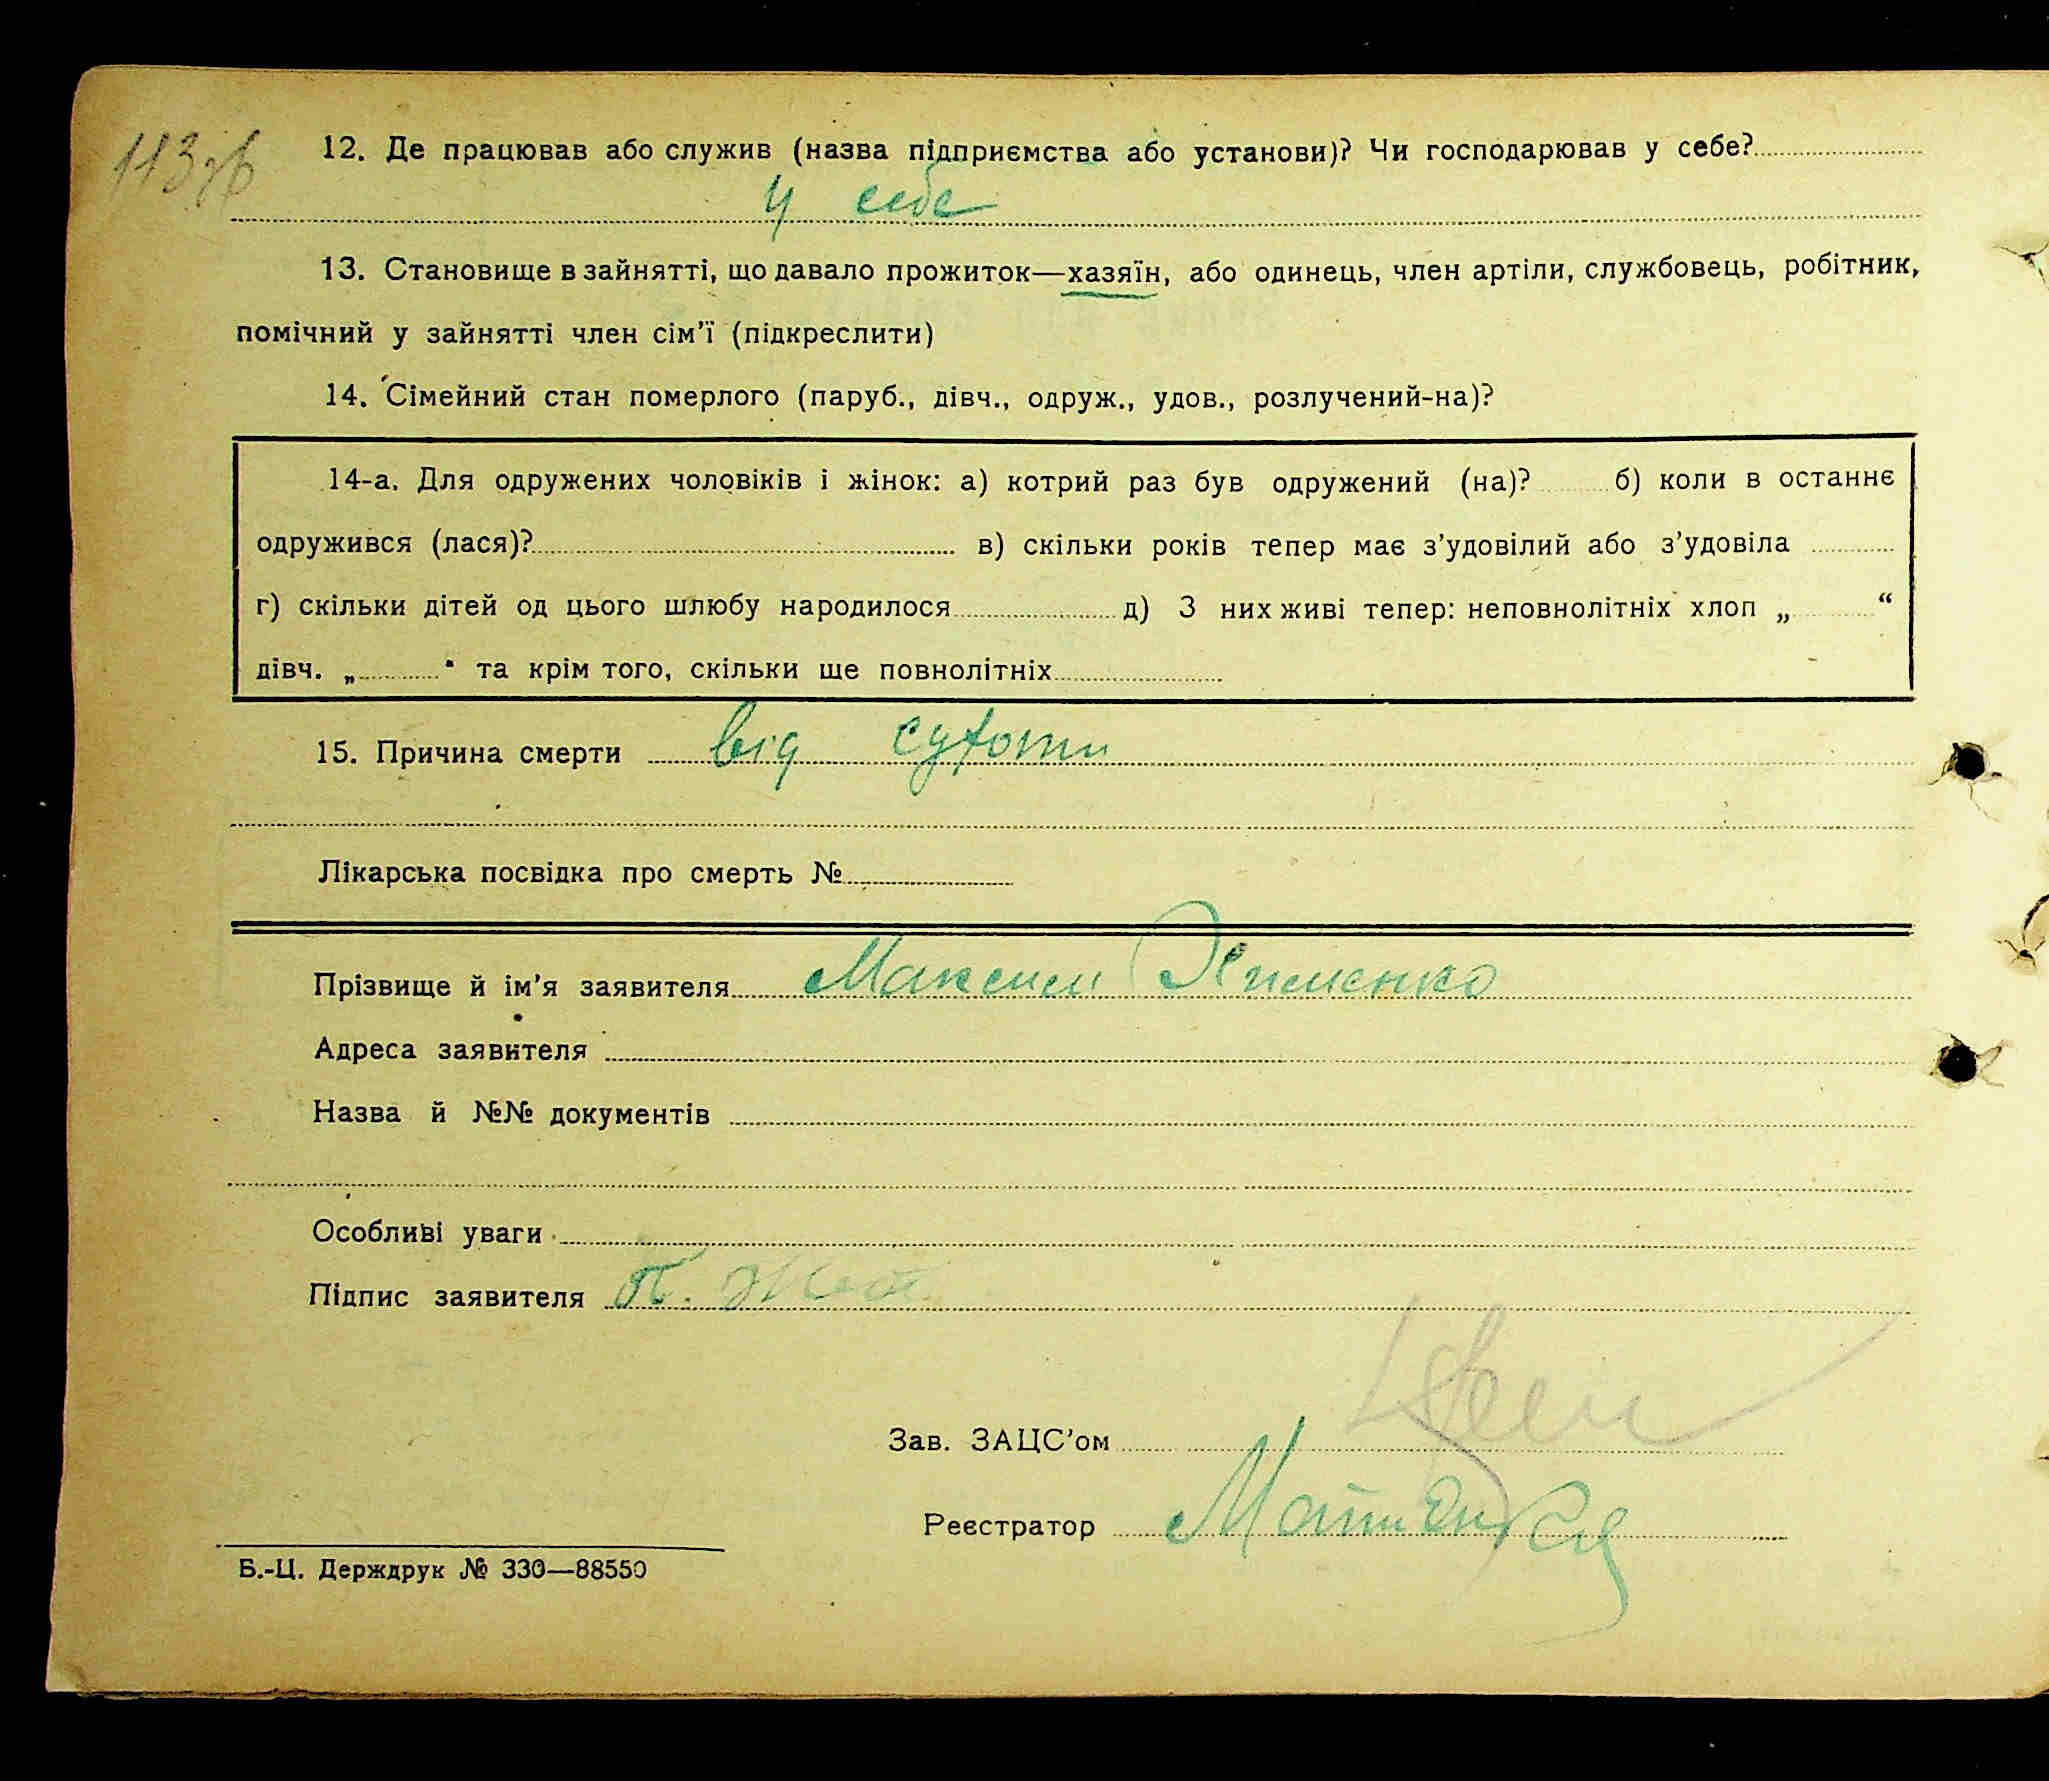 113зв
12. Де працював або служив (назва підприємства або установи)? Чи господарював у себе?
у себе
13. Становище в зайнятті, що давало прожиток—хазяїн, або одинець, член артіли, службовець, робітник,
помічний у зайнятті член сім’ї (підкреслити)
14. Сімейний стан померлого (паруб., дівч., одруж., удов., розлучений-на)?
14-а. Для одружених чоловіків і жінок: а) котрий раз був одружений (на)? б) коли в останнє
одружився (лася)? в) скільки років тепер має з’удовілий або з’удовіла
г) скільки дітей од цього шлюбу народилося д) З них живі тепер: неповнолітніх хлоп „ “
дівч. „ “ та крім того, скільки ще повнолітніх
15. Причина смерти від сухоти
Лікарська посвідка про смерть №
Прізвище й ім’я заявителя Максим
Адреса заявителя
Назва й №№ документів
Особливі уваги
Підпис заявителя
Зав. ЗАЦС’ом
Реєстратор
Б.-Ц. Держдрук № 330—88550